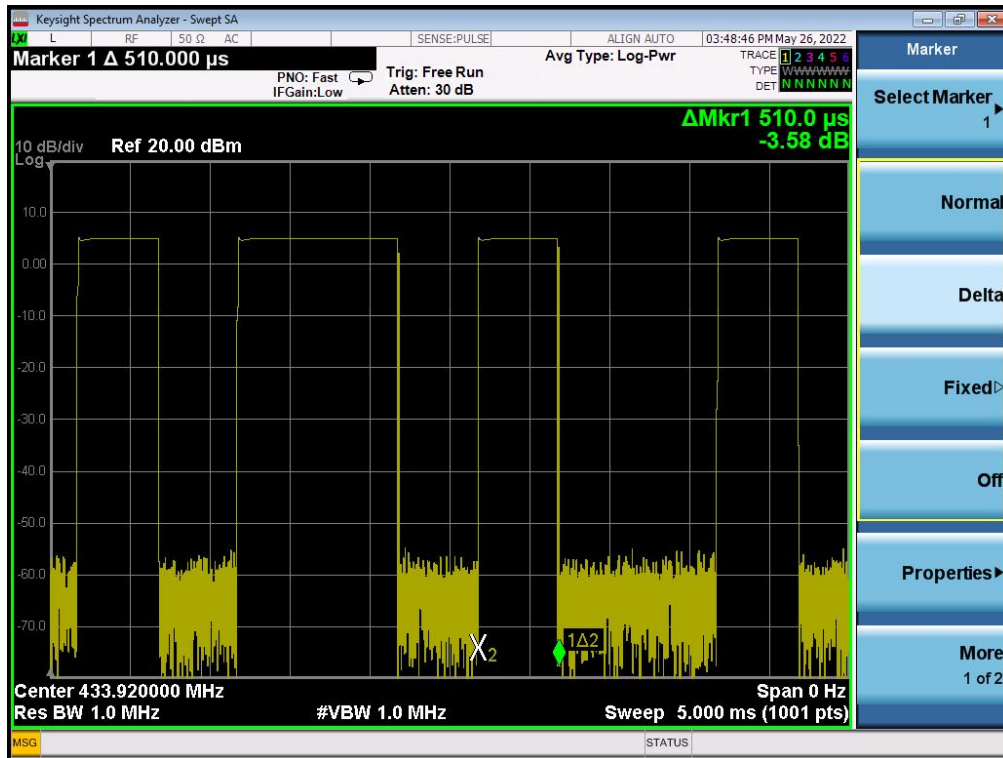 Keysight Spectrum Analyzer - Swept SA
LXI L RF 50 Ω AC SENSE:PULSE ALIGN AUTO 03:48:46 PM May 26, 2022
Marker 1 Δ 510.000 µs
PNO: Fast
IFGain:Low
Trig: Free Run
Atten: 30 dB
Avg Type: Log-Pwr
TRACE 1 2 3 4 5 6
TYPE WWWWWW
DET N N N N N N
ΔMkr1 510.0 µs
-3.58 dB
10 dB/div Ref 20.00 dBm
Log
10.0
0.00
-10.0
-20.0
-30.0
-40.0
-50.0
-60.0
-70.0
X2
1Δ2
Center 433.920000 MHz Span 0 Hz
Res BW 1.0 MHz #VBW 1.0 MHz Sweep 5.000 ms (1001 pts)
MSG STATUS
Marker
Select Marker
1
Normal
Delta
Fixed
Off
Properties
More
1 of 2